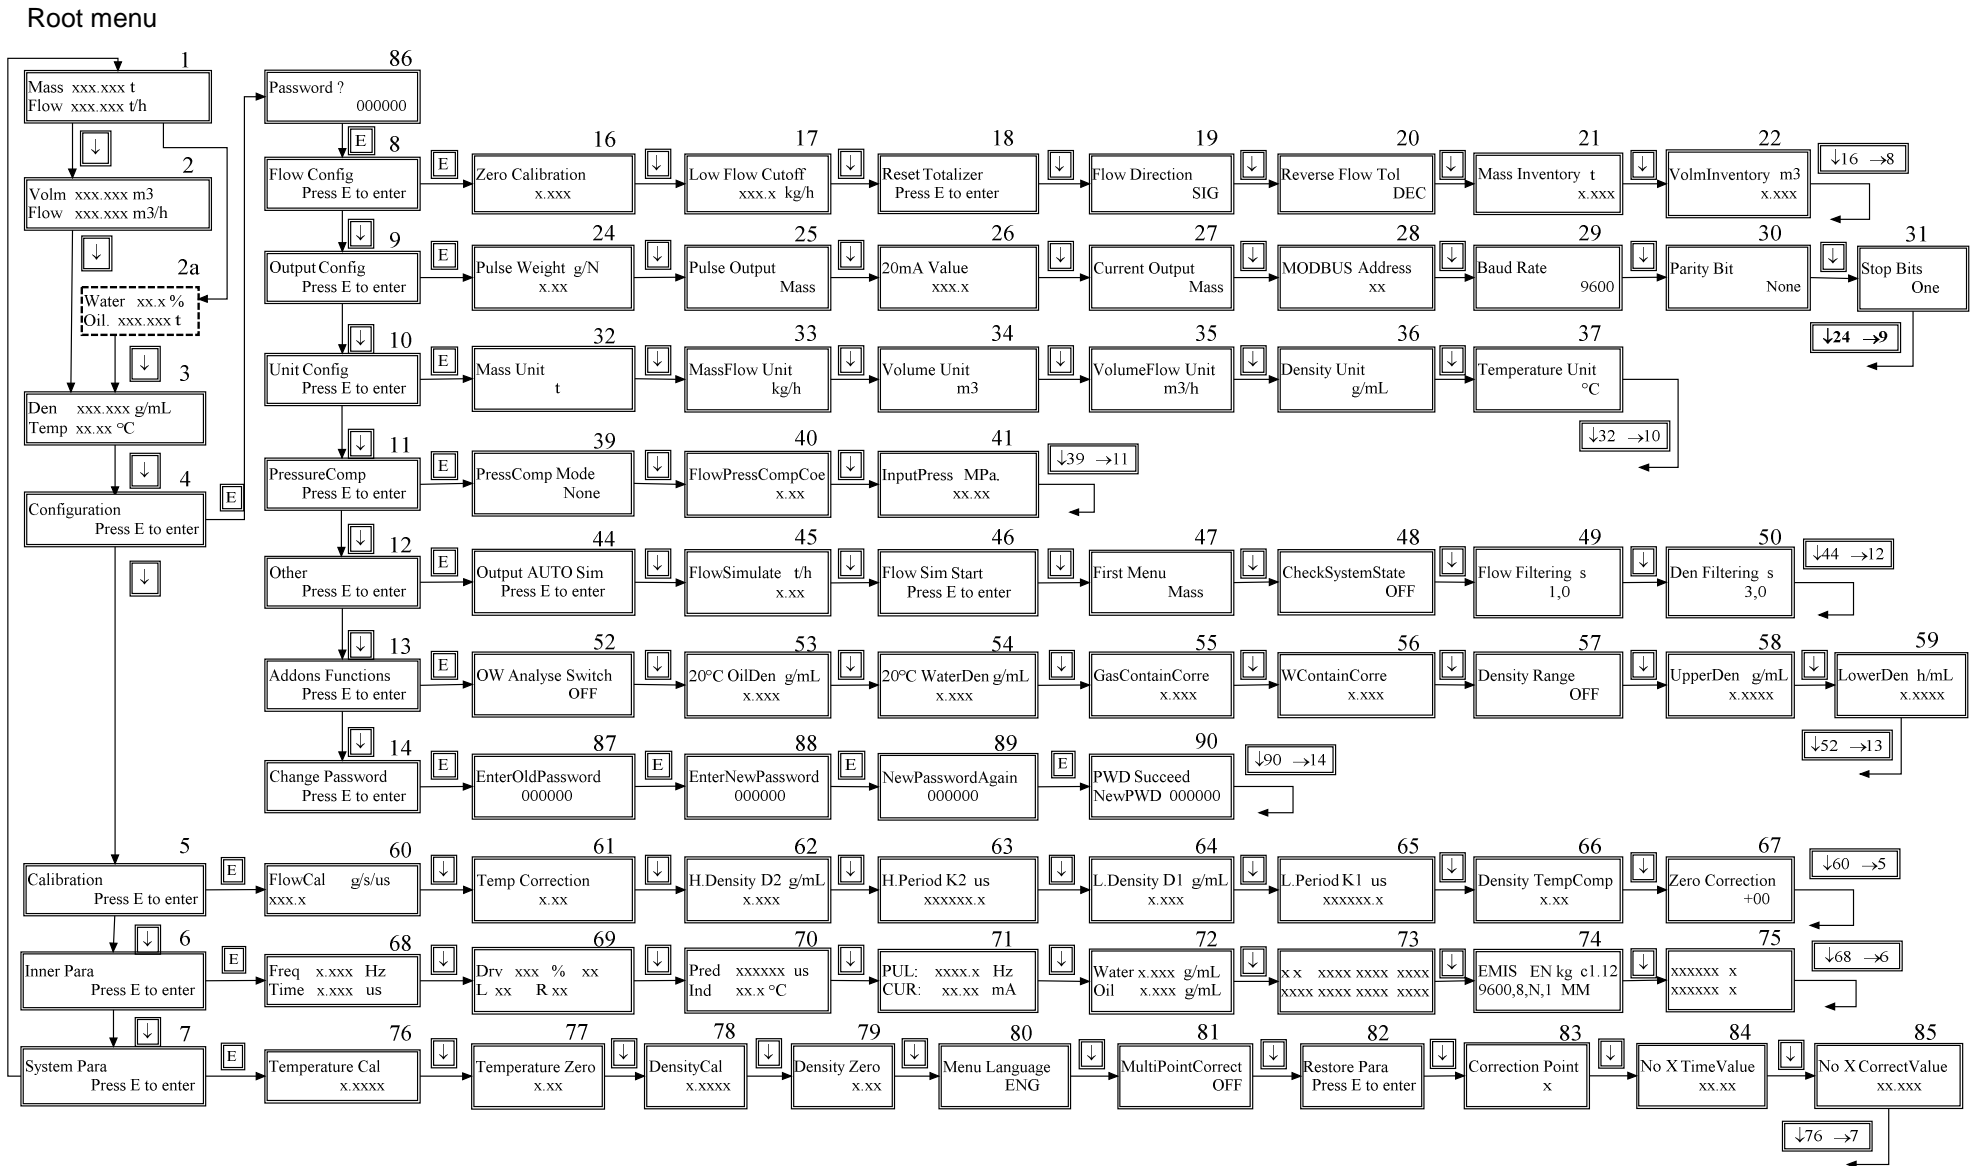 Root menu
1
Mass xxx.xxx t
Flow xxx.xxx t/h
↓
2
Volm xxx.xxx m3
Flow xxx.xxx m3/h
↓
2a
Water xx.x %
Oil. xxx.xxx t
↓
3
Den xxx.xxx g/mL
Temp xx.xx °C
↓
4
Configuration
Press E to enter
E
↓
86
Password ?
000000
E
8
Flow Config
Press E to enter
E
16
Zero Calibration
x.xxx
↓
17
Low Flow Cutoff
xxx.x kg/h
↓
18
Reset Totalizer
Press E to enter
↓
19
Flow Direction
SIG
↓
20
Reverse Flow Tol
DEC
↓
21
Mass Inventory t
x.xxx
↓
22
VolmInventory m3
x.xxx
↓16 →8
↓
9
Output Config
Press E to enter
E
24
Pulse Weight g/N
x.xx
↓
25
Pulse Output
Mass
↓
26
20mA Value
xxx.x
↓
27
Current Output
Mass
↓
28
MODBUS Address
xx
↓
29
Baud Rate
9600
↓
30
Parity Bit
None
↓
31
Stop Bits
One
↓24 →9
↓
10
Unit Config
Press E to enter
E
32
Mass Unit
t
↓
33
MassFlow Unit
kg/h
↓
34
Volume Unit
m3
↓
35
VolumeFlow Unit
m3/h
↓
36
Density Unit
g/mL
↓
37
Temperature Unit
°C
↓32 →10
↓
11
PressureComp
Press E to enter
E
39
PressComp Mode
None
↓
40
FlowPressCompCoe
x.xx
↓
41
InputPress MPa.
xx.xx
↓39 →11
↓
12
Other
Press E to enter
E
44
Output AUTO Sim
Press E to enter
↓
45
FlowSimulate t/h
x.xx
↓
46
Flow Sim Start
Press E to enter
↓
47
First Menu
Mass
↓
48
CheckSystemState
OFF
↓
49
Flow Filtering s
1,0
↓
50
Den Filtering s
3,0
↓44 →12
↓
13
Addons Functions
Press E to enter
E
52
OW Analyse Switch
OFF
↓
53
20°C OilDen g/mL
x.xxx
↓
54
20°C WaterDen g/mL
x.xxx
↓
55
GasContainCorre
x.xxx
↓
56
WContainCorre
x.xxx
↓
57
Density Range
OFF
↓
58
UpperDen g/mL
x.xxxx
↓
59
LowerDen h/mL
x.xxxx
↓52 →13
↓
14
Change Password
Press E to enter
E
87
EnterOldPassword
000000
E
88
EnterNewPassword
000000
E
89
NewPasswordAgain
000000
E
90
PWD Succeed
NewPWD 000000
↓90 →14
5
Calibration
Press E to enter
E
60
FlowCal g/s/us
xxx.x
↓
61
Temp Correction
x.xx
↓
62
H.Density D2 g/mL
x.xxx
↓
63
H.Period K2 us
xxxxxx.x
↓
64
L.Density D1 g/mL
x.xxx
↓
65
L.Period K1 us
xxxxxx.x
↓
66
Density TempComp
x.xx
↓
67
Zero Correction
+00
↓60 →5
↓
6
Inner Para
Press E to enter
E
68
Freq x.xxx Hz
Time x.xxx us
↓
69
Drv xxx % xx
L xx R xx
↓
70
Pred xxxxxx us
Ind xx.x °C
↓
71
PUL: xxxx.x Hz
CUR: xx.xx mA
↓
72
Water x.xxx g/mL
Oil x.xxx g/mL
↓
73
x x xxxx xxxx xxxx
xxxx xxxx xxxx xxxx
↓
74
EMIS EN kg c1.12
9600,8,N,1 MM
↓
75
xxxxxx x
xxxxxx x
↓68 →6
↓
7
System Para
Press E to enter
E
76
Temperature Cal
x.xxxx
↓
77
Temperature Zero
x.xx
↓
78
DensityCal
x.xxxx
↓
79
Density Zero
x.xx
↓
80
Menu Language
ENG
↓
81
MultiPointCorrect
OFF
↓
82
Restore Para
Press E to enter
↓
83
Correction Point
x
↓
84
No X TimeValue
xx.xx
↓
85
No X CorrectValue
xx.xxx
↓76 →7